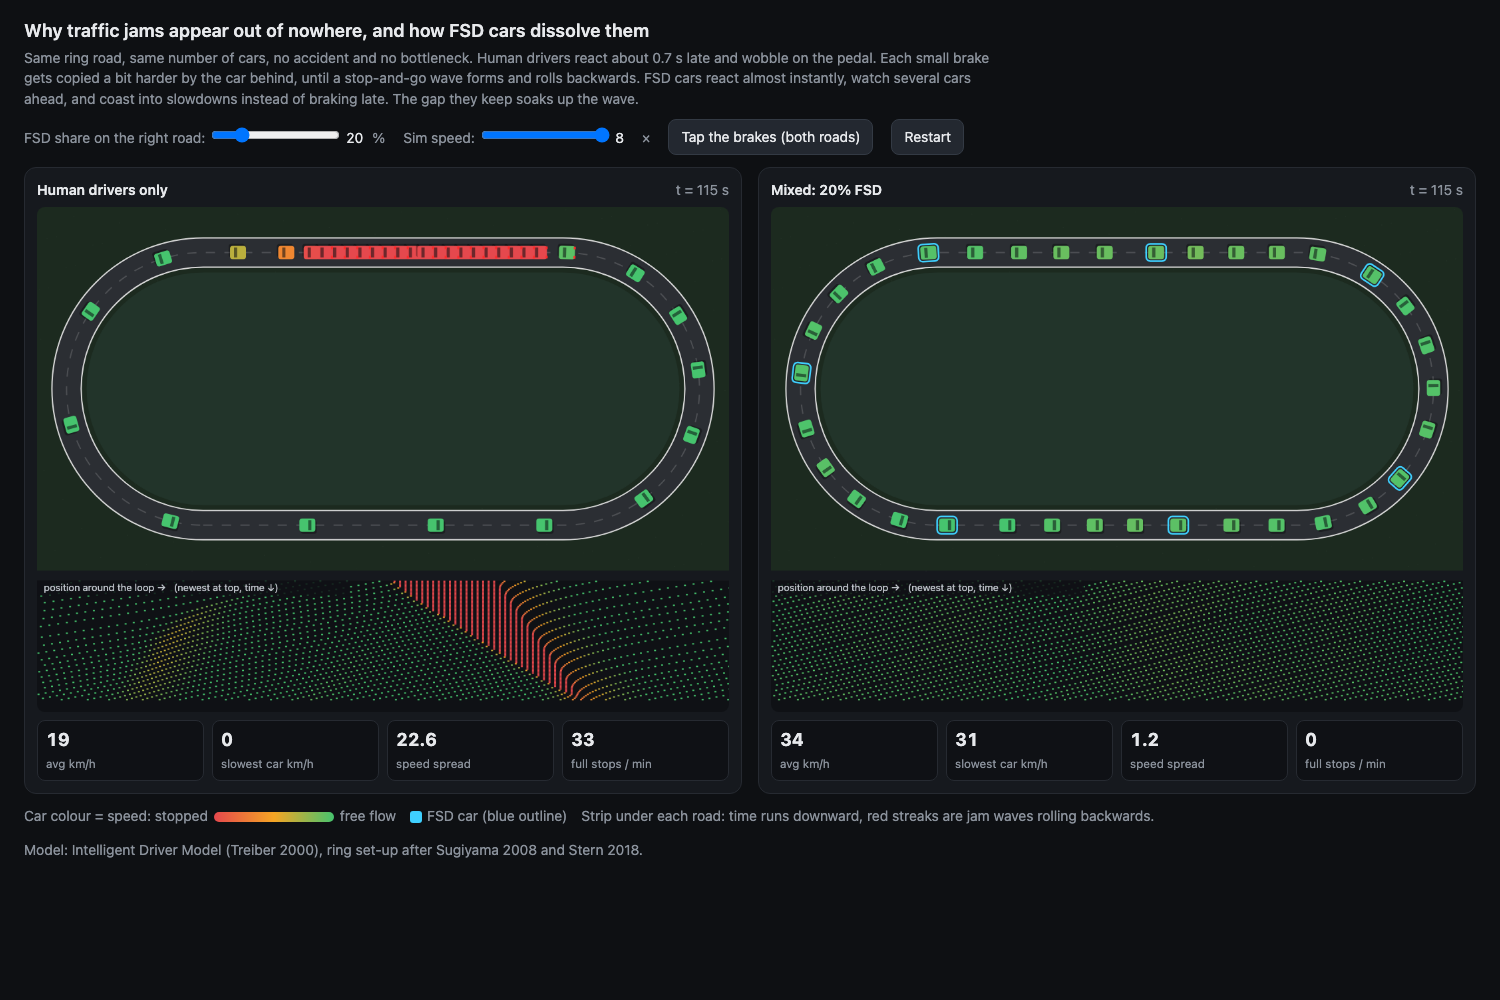 Why traffic jams appear out of nowhere, and how FSD cars dissolve them
Same ring road, same number of cars, no accident and no bottleneck. Human drivers react about 0.7 s late and wobble on the pedal. Each small brake
gets copied a bit harder by the car behind, until a stop-and-go wave forms and rolls backwards. FSD cars react almost instantly, watch several cars
ahead, and coast into slowdowns instead of braking late. The gap they keep soaks up the wave.
FSD share on the right road: 20 % Sim speed: 8 × Tap the brakes (both roads) Restart
Human drivers only t = 115 s
position around the loop → (newest at top, time ↓)
19 0 22.6 33
avg km/h slowest car km/h speed spread full stops / min
Mixed: 20% FSD t = 115 s
position around the loop → (newest at top, time ↓)
34 31 1.2 0
avg km/h slowest car km/h speed spread full stops / min
Car colour = speed: stopped free flow FSD car (blue outline) Strip under each road: time runs downward, red streaks are jam waves rolling backwards.
Model: Intelligent Driver Model (Treiber 2000), ring set-up after Sugiyama 2008 and Stern 2018.